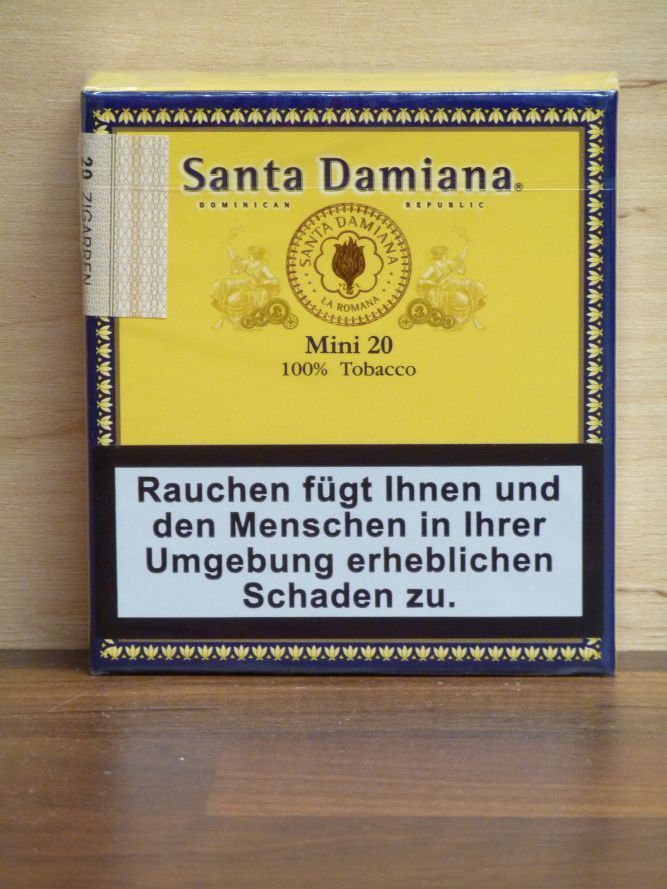 Santa Damiana®
DOMINICAN REPUBLIC
SANTA DAMIANA
LA ROMANA
Mini 20
100% Tobacco
20 ZIGARREN
Rauchen fügt Ihnen und
den Menschen in Ihrer
Umgebung erheblichen
Schaden zu.